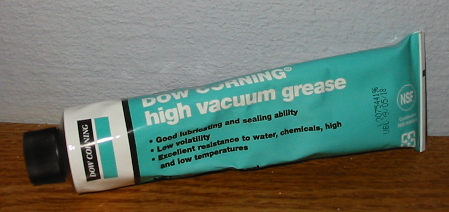 DOW CORNING®
high vacuum grease
• Good lubricating and sealing ability
• Low volatility
• Excellent resistance to water, chemicals, high
and low temperatures
DOW CORNING
NSF